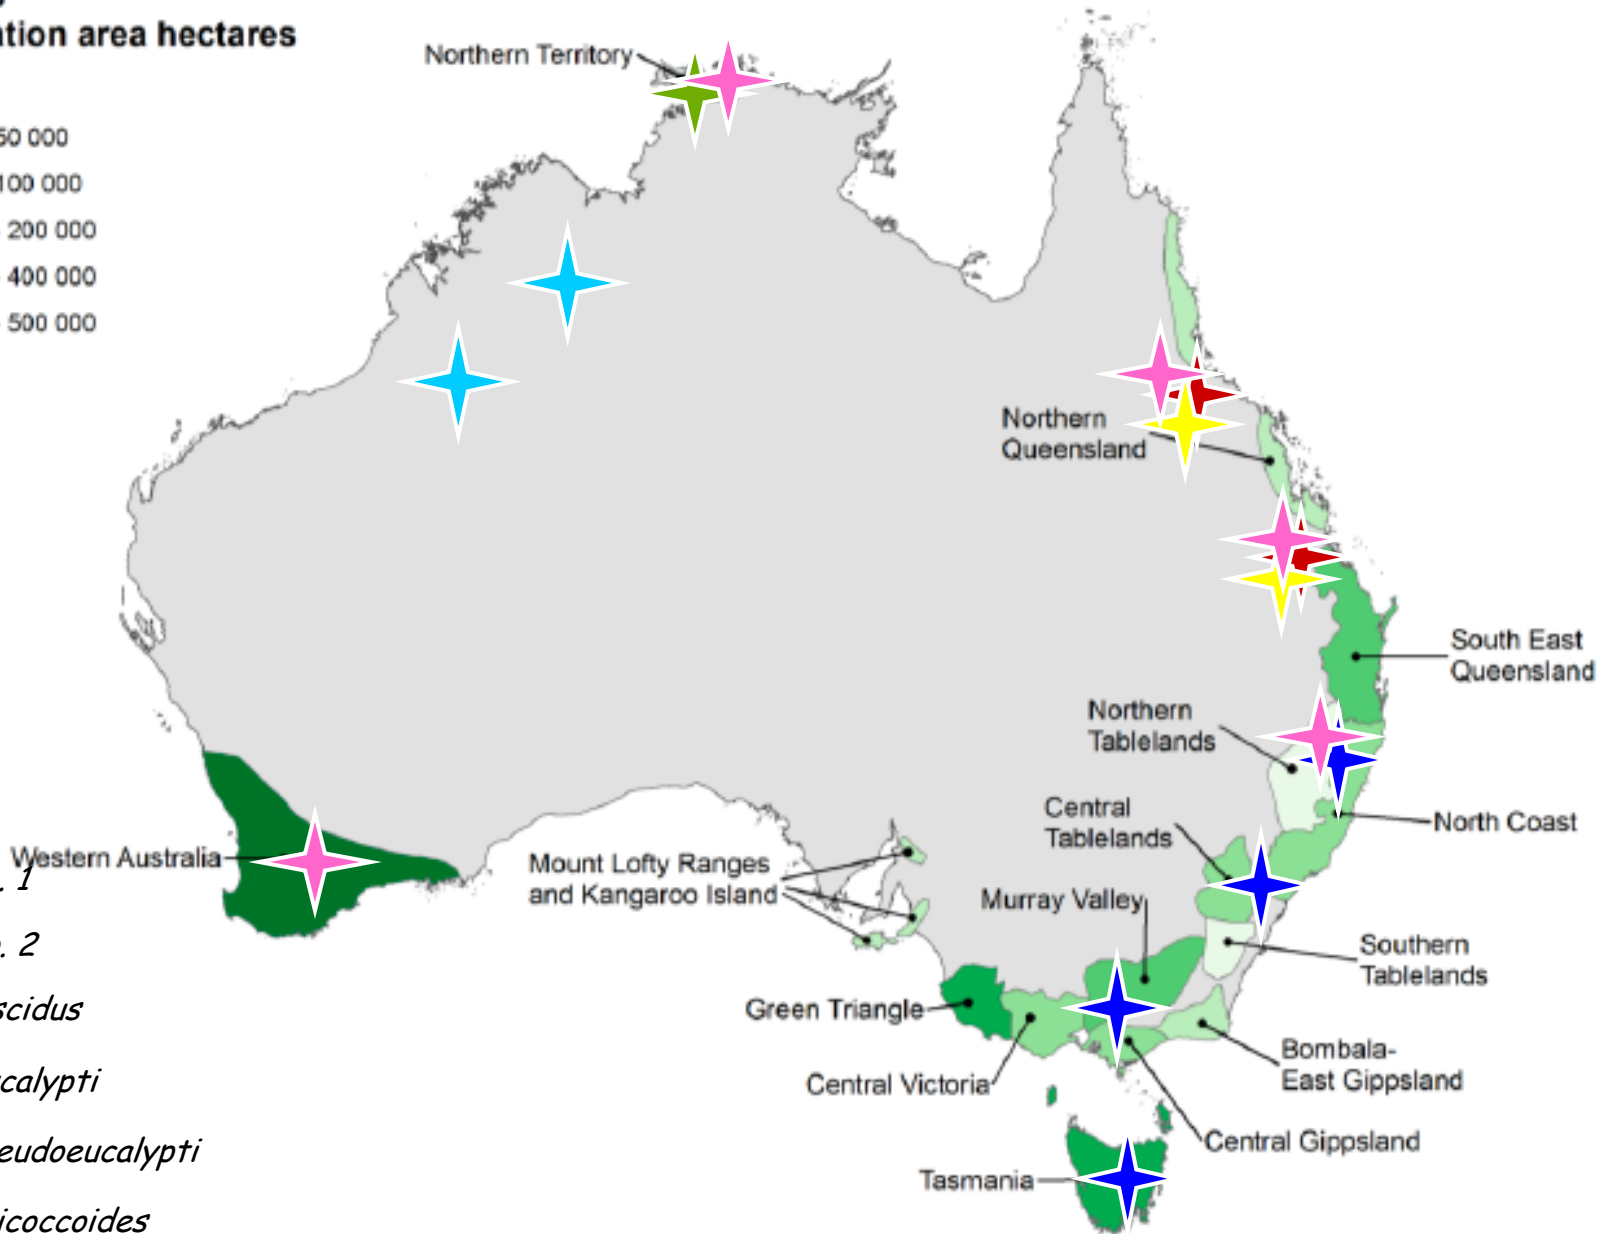 ation area hectares
50 000
100 000
200 000
400 000
500 000
Northern Territory
Northern
Queensland
South East
Queensland
Northern
Tablelands
Central
Tablelands
North Coast
Western Australia
Mount Lofty Ranges
and Kangaroo Island
Murray Valley
Southern
Tablelands
Green Triangle
Bombala-
East Gippsland
Central Victoria
Central Gippsland
Tasmania
. 1
. 2
scidus
calypti
eudoeucalypti
icoccoides